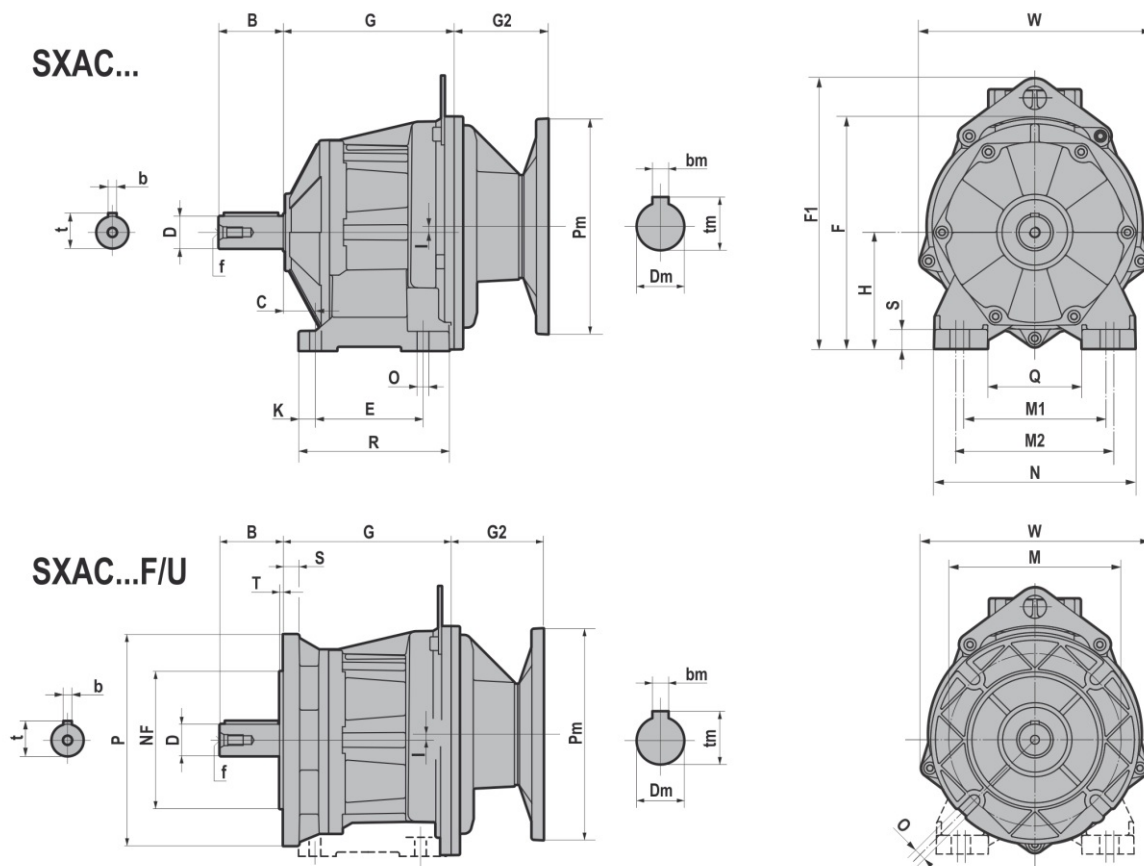 B G G2 W
SXAC...
b bm
t D f I Pm tm Dm
F1 F H S
C
O Q
K E M1
R M2
N
B G G2 W
SXAC...F/U
S M
T
b bm
t P NF D f I Pm tm Dm
O